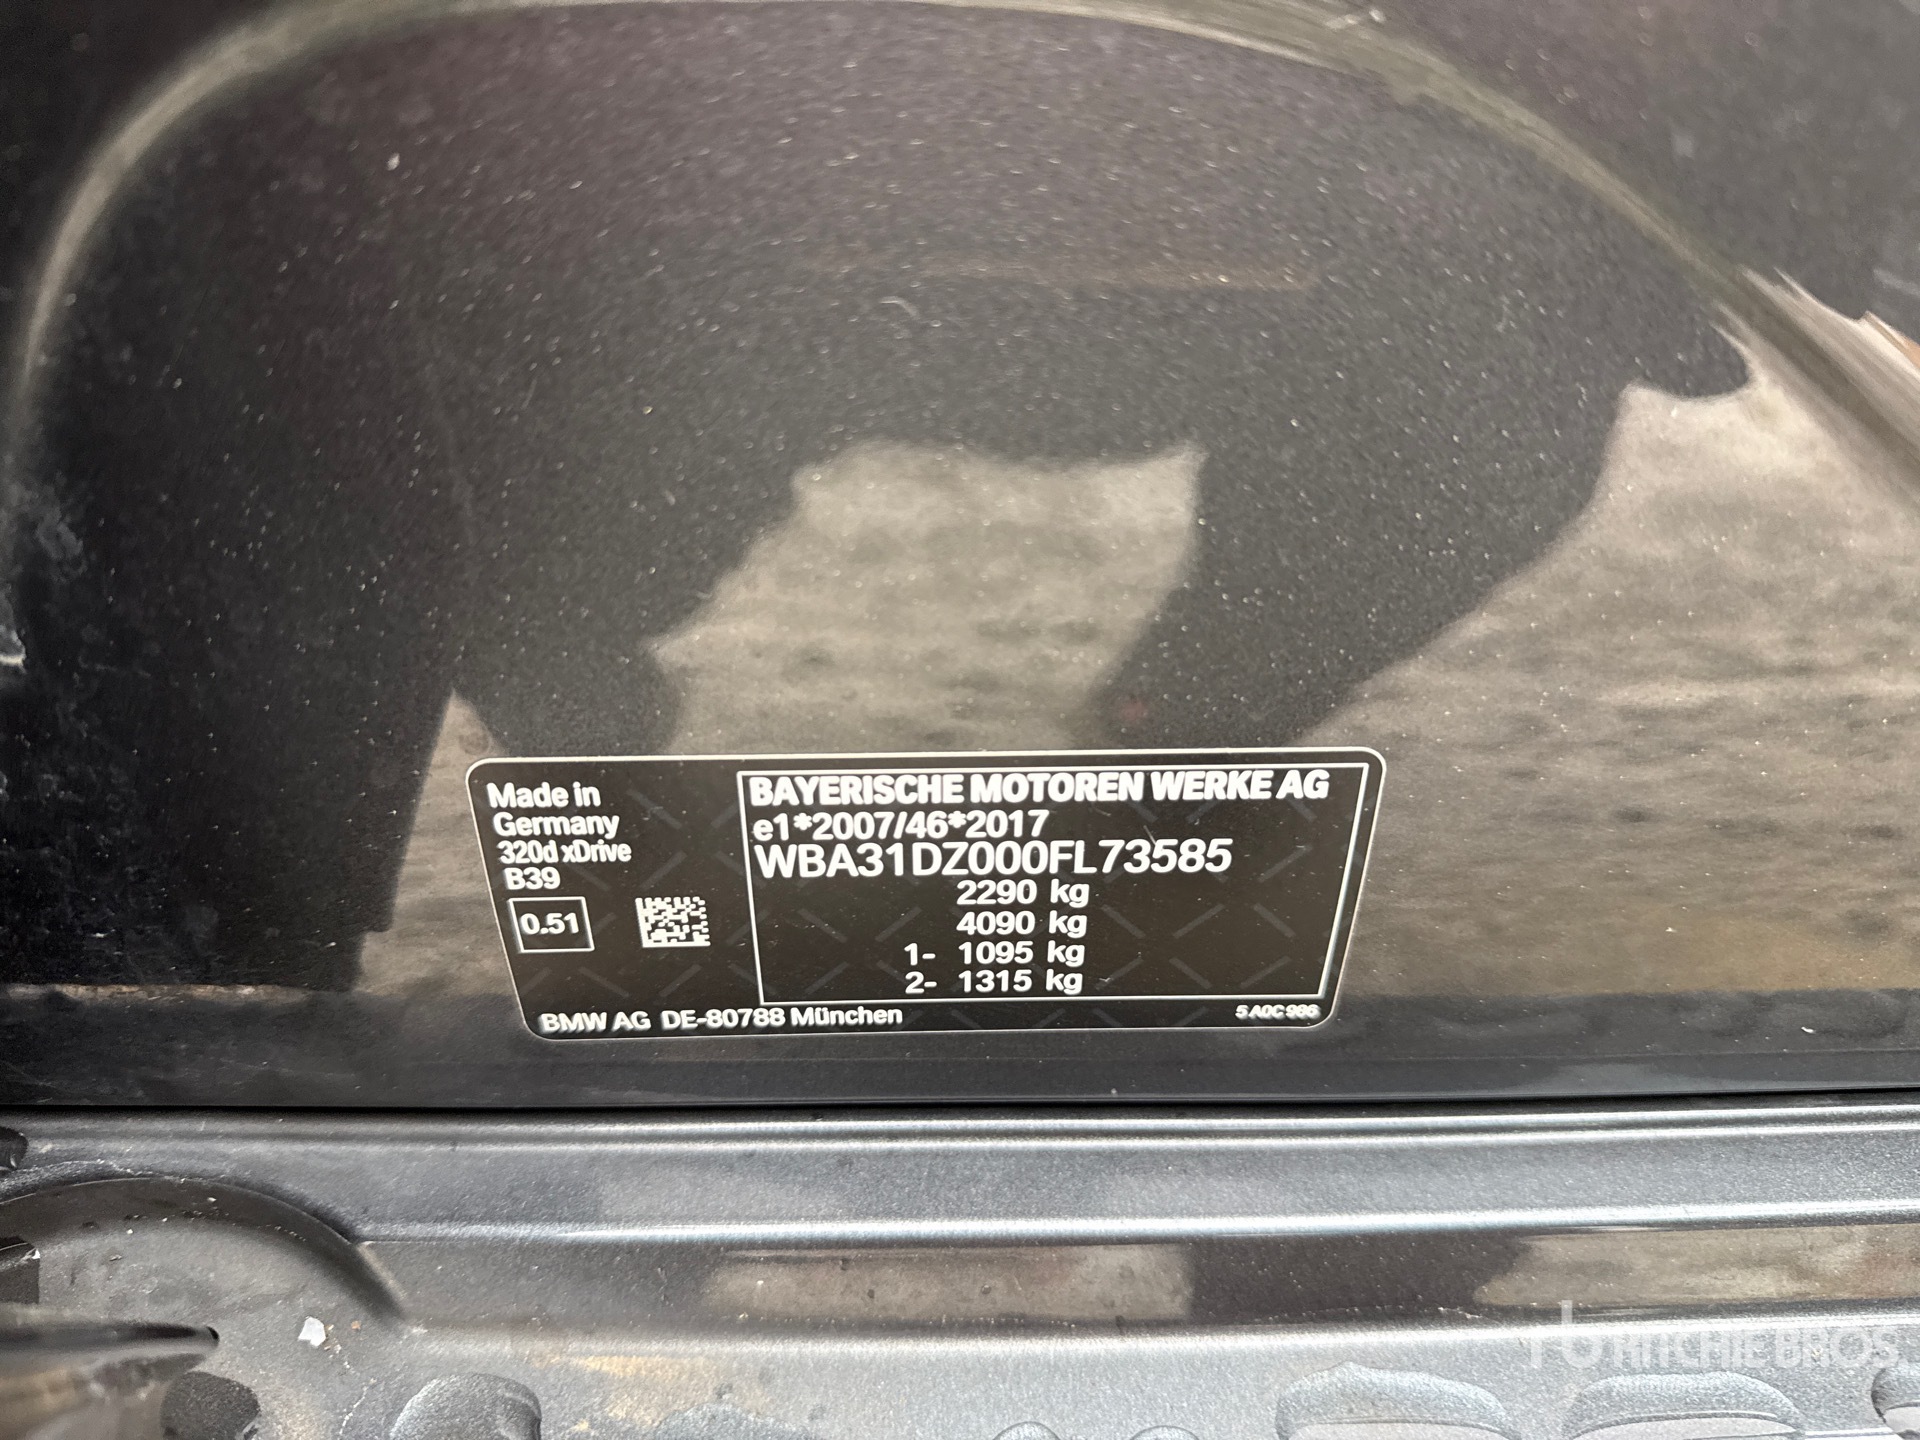 Made in
Germany
320d xDrive
B39
0.51
BAYERISCHE MOTOREN WERKE AG
e1*2007/46*2017
WBA31DZ000FL73585
2290 kg
4090 kg
1- 1095 kg
2- 1315 kg
BMW AG DE-80788 München
5 A0C 986
RITCHIE BROS.